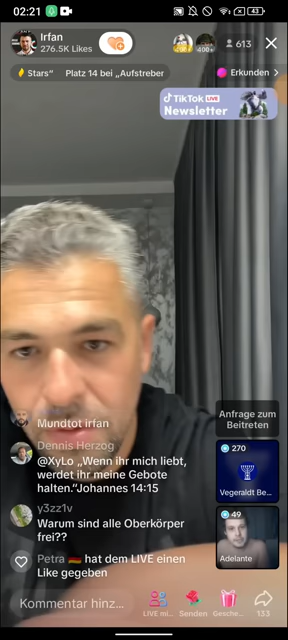 02:21
43
Irfan
276.5K Likes
400+
613
Stars"
Platz 14 bei „Aufstreber
Erkunden
TikTok LIVE
Newsletter
Mundtot irfan
Dennis Herzog
@XyLo „Wenn ihr mich liebt,
werdet ihr meine Gebote
halten."Johannes 14:15
y3zz1v
Warum sind alle Oberkörper
frei??
Petra 🇩🇪 hat dem LIVE einen
Like gegeben
Anfrage zum
Beitreten
270
Vegeraldt Be...
49
Adelante
Kommentar hinz...
LIVE mi...
Senden
Gesche...
133